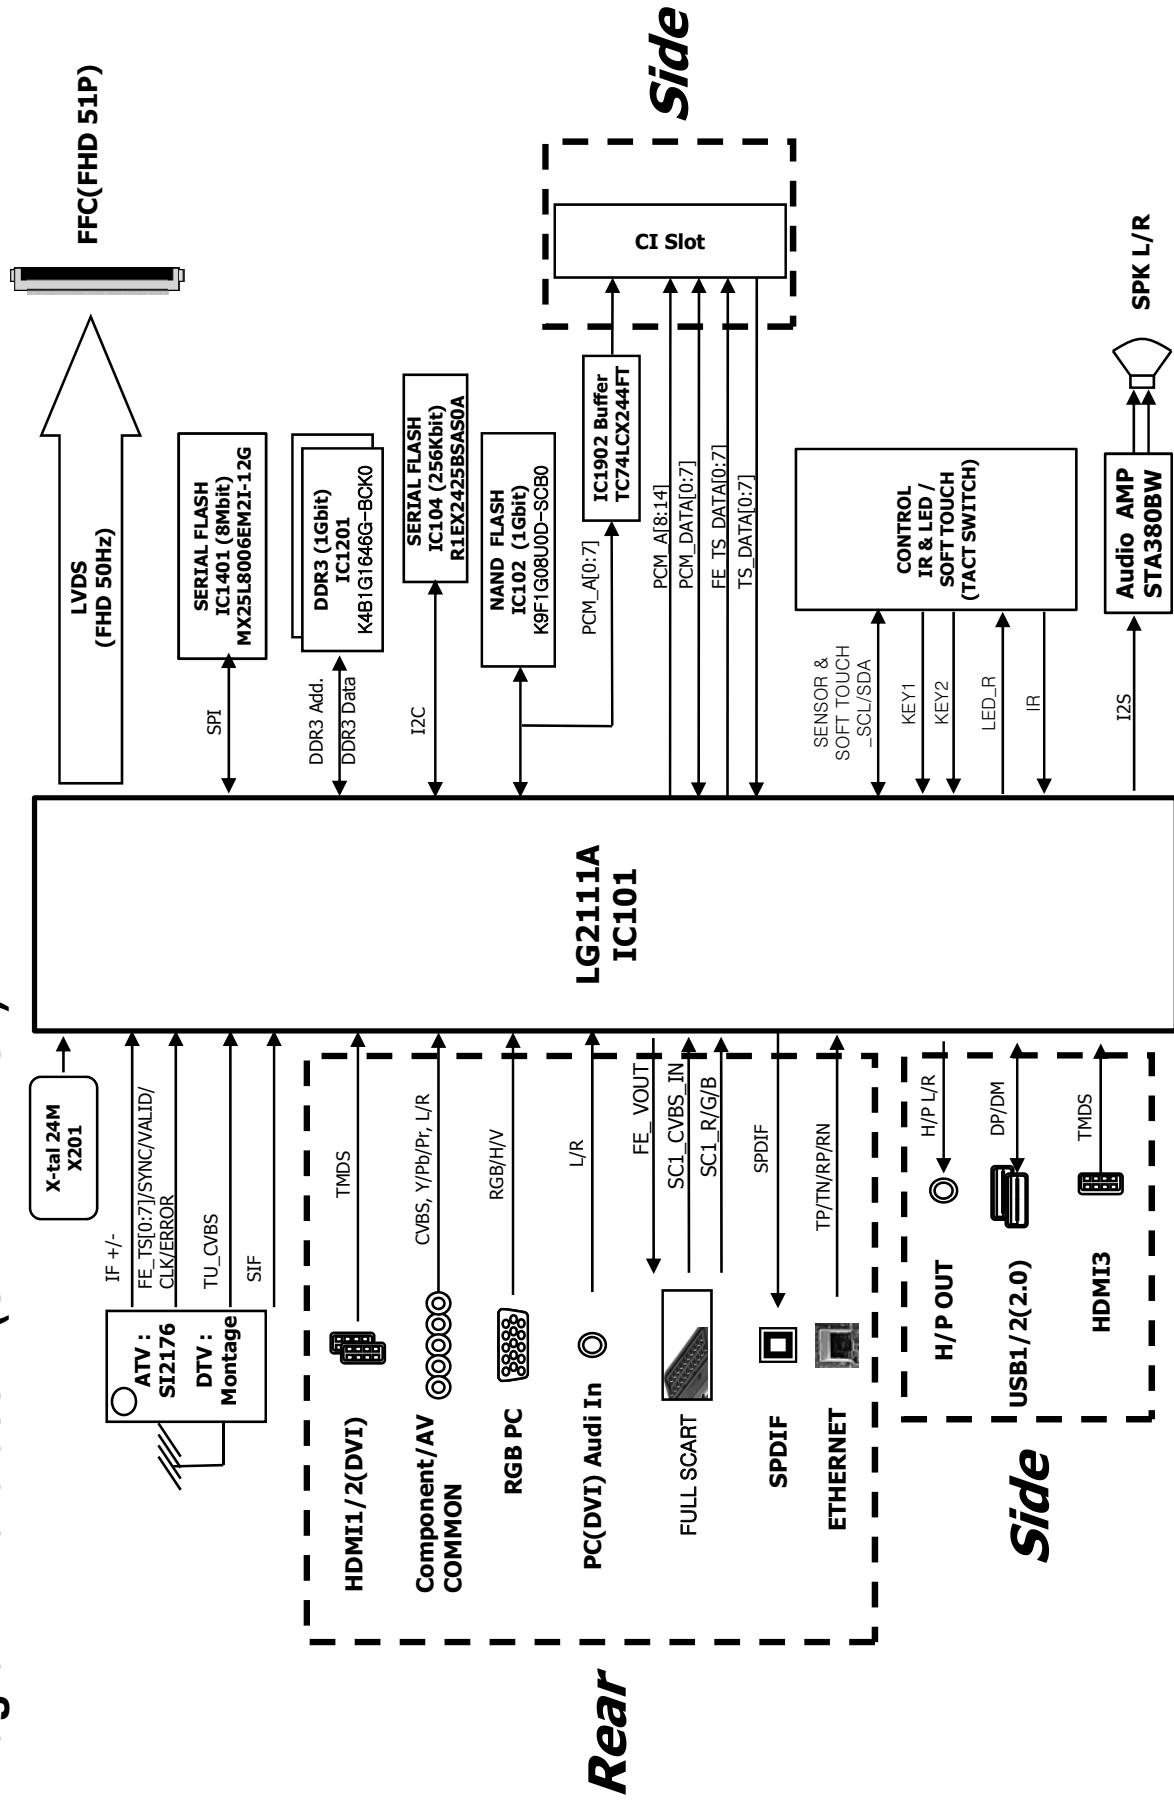 X-tal 24M
X201
IF +/-
FE_TS[0:7]/SYNC/VALID/
CLK/ERROR
TU_CVBS
SIF
ATV :
SI2176
DTV :
Montage
Rear
HDMI1/2(DVI)
TMDS
Component/AV
COMMON
CVBS, Y/Pb/Pr, L/R
RGB PC
RGB/H/V
PC(DVI) Audi In
L/R
FULL SCART
FE_VOUT
SC1_CVBS_IN
SC1_R/G/B
SPDIF
SPDIF
ETHERNET
TP/TN/RP/RN
Side
H/P OUT
H/P L/R
USB1/2(2.0)
DP/DM
HDMI3
TMDS
LG2111A
IC101
LVDS
(FHD 50Hz)
FFC(FHD 51P)
SPI
SERIAL FLASH
IC1401 (8Mbit)
MX25L8006EM2I-12G
DDR3 Add.
DDR3 Data
DDR3 (1Gbit)
IC1201
K4B1G1646G-BCK0
I2C
SERIAL FLASH
IC104 (256Kbit)
R1EX2425BSAS0A
NAND FLASH
IC102 (1Gbit)
K9F1G08U0D-SCB0
PCM_A[0:7]
IC1902 Buffer
TC74LCX244FT
CI Slot
Side
PCM_A[8:14]
PCM_DATA[0:7]
FE_TS_DATA[0:7]
TS_DATA[0:7]
SENSOR &
SOFT TOUCH
_SCL/SDA
KEY1
KEY2
LED_R
IR
CONTROL
IR & LED /
SOFT TOUCH
(TACT SWITCH)
I2S
Audio AMP
STA380BW
SPK L/R